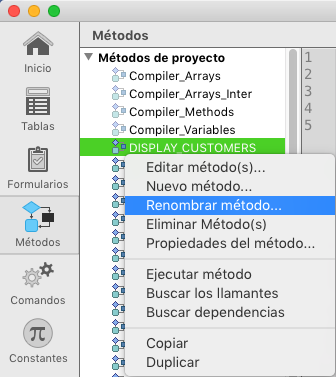 Métodos
Inicio
Tablas
Formularios
Métodos
Comandos
Constantes
Métodos de proyecto
Compiler_Arrays
Compiler_Arrays_Inter
Compiler_Methods
Compiler_Variables
DISPLAY_CUSTOMERS
Editar método(s)...
Nuevo método...
Renombrar método...
Eliminar Método(s)
Propiedades del método...
Ejecutar método
Buscar los llamantes
Buscar dependencias
Copiar
Duplicar
1
2
3
4
5